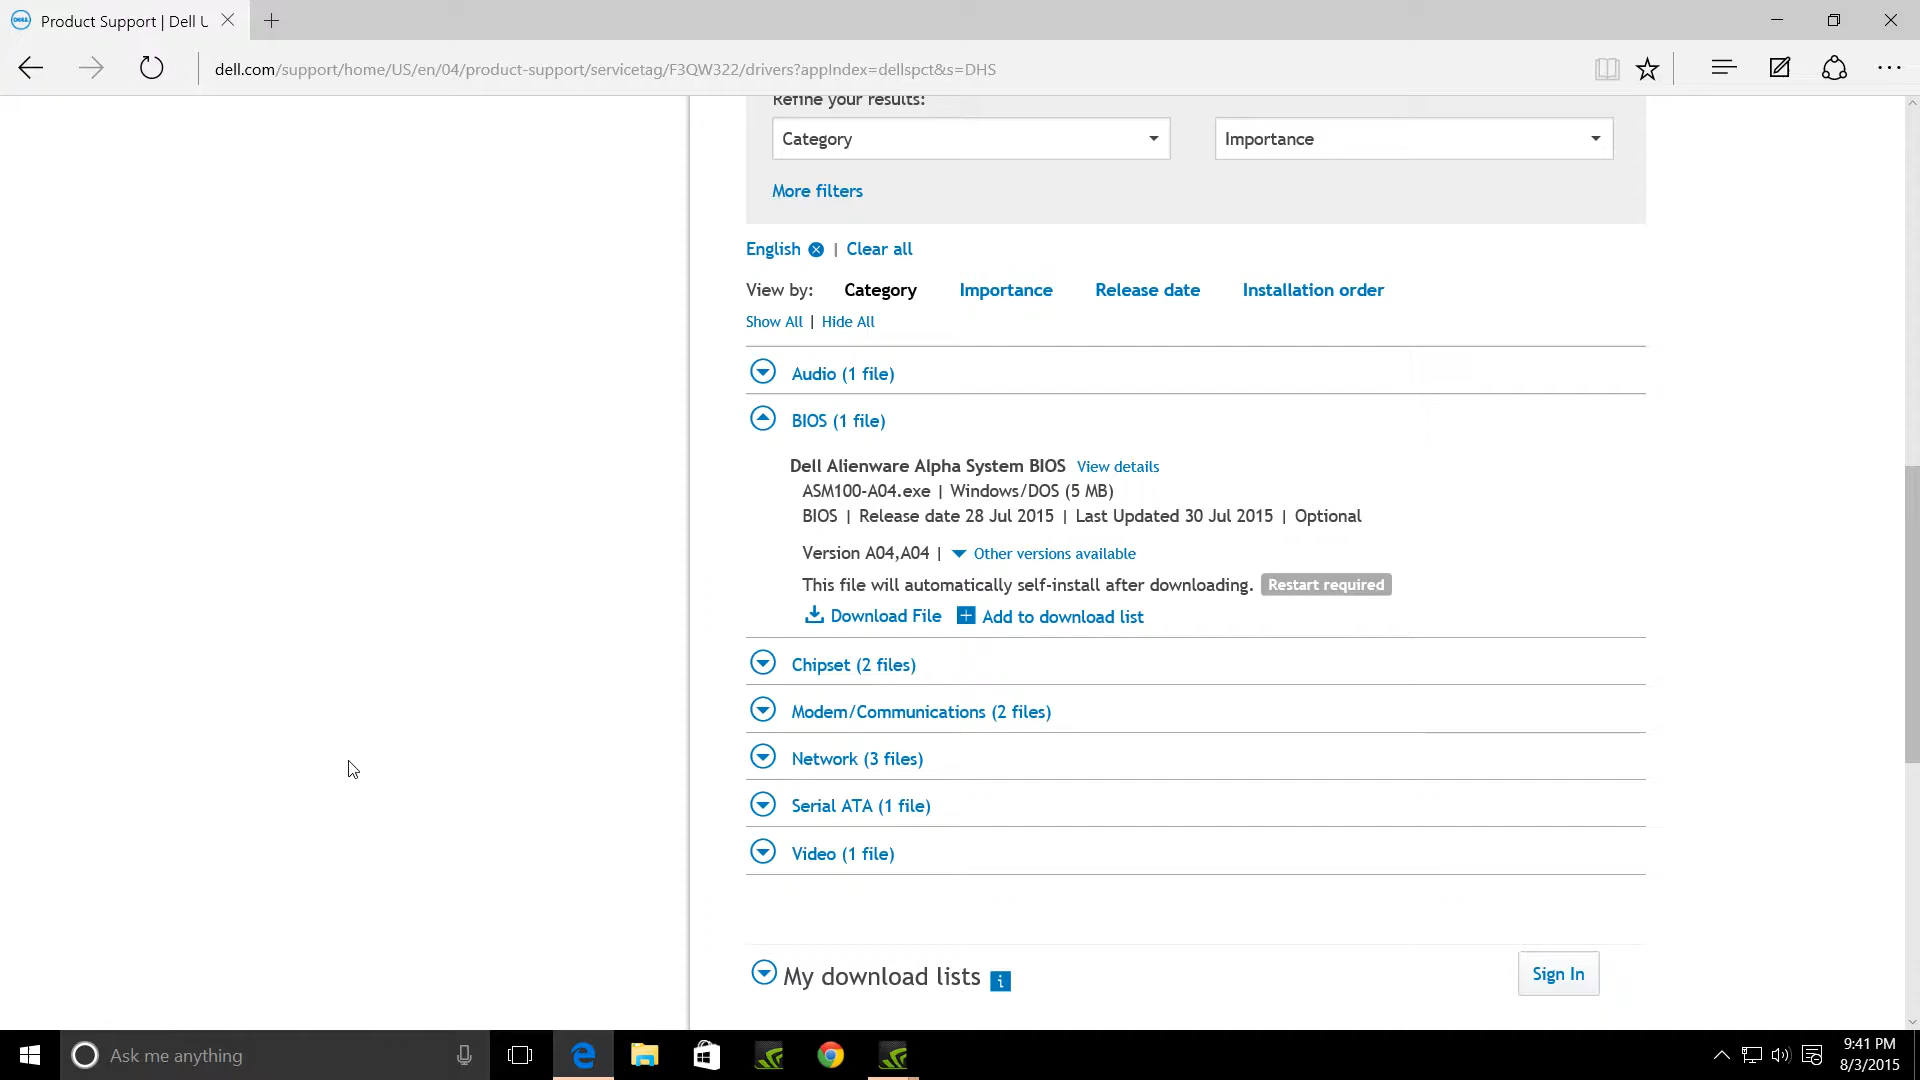 Product Support | Dell U
dell.com/support/home/US/en/04/product-support/servicetag/F3QW322/drivers?appIndex=dellspct&s=DHS
Refine your results:
Category
Importance
More filters
English | Clear all
View by: Category Importance Release date Installation order
Show All | Hide All
Audio (1 file)
BIOS (1 file)
Dell Alienware Alpha System BIOS View details
ASM100-A04.exe | Windows/DOS (5 MB)
BIOS | Release date 28 Jul 2015 | Last Updated 30 Jul 2015 | Optional
Version A04,A04 | Other versions available
This file will automatically self-install after downloading. Restart required
Download File Add to download list
Chipset (2 files)
Modem/Communications (2 files)
Network (3 files)
Serial ATA (1 file)
Video (1 file)
My download lists i
Sign In
Ask me anything
9:41 PM
8/3/2015